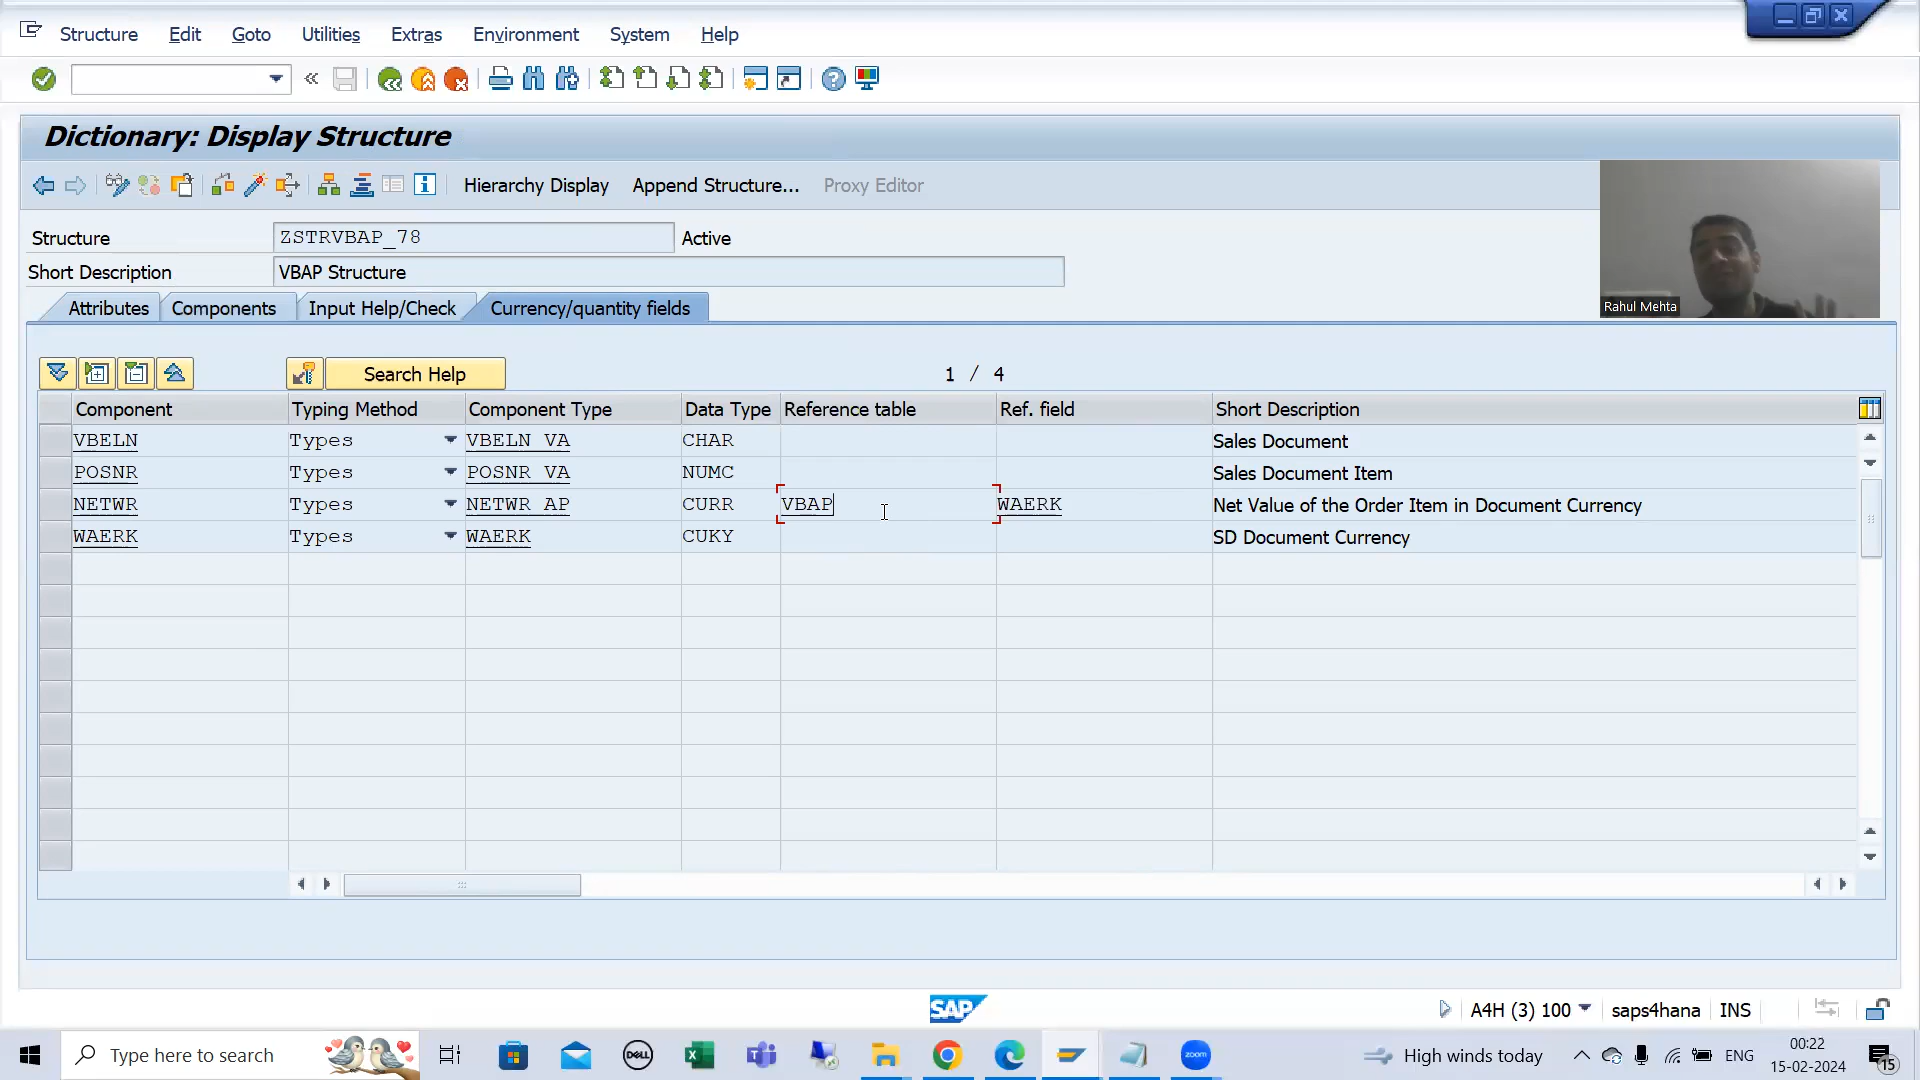 Structure Edit Goto Utilities Extras Environment System Help
Dictionary: Display Structure
Hierarchy Display Append Structure... Proxy Editor
Structure ZSTRVBAP_78 Active
Short Description VBAP Structure
Attributes Components Input Help/Check Currency/quantity fields
Rahul Mehta
Search Help 1 / 4
Component Typing Method Component Type Data Type Reference table Ref. field Short Description
VBELN Types VBELN_VA CHAR Sales Document
POSNR Types POSNR_VA NUMC Sales Document Item
NETWR Types NETWR_AP CURR VBAP WAERK Net Value of the Order Item in Document Currency
WAERK Types WAERK CUKY SD Document Currency
SAP A4H (3) 100 saps4hana INS
Type here to search DELL zoom High winds today ENG 00:22
15-02-2024 15